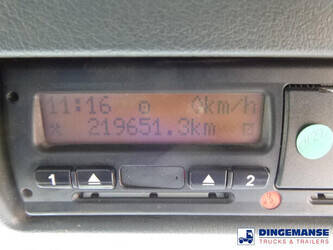 11:16 0km/h
219651.3km
1 2
DINGEMANSE
TRUCKS & TRAILERS